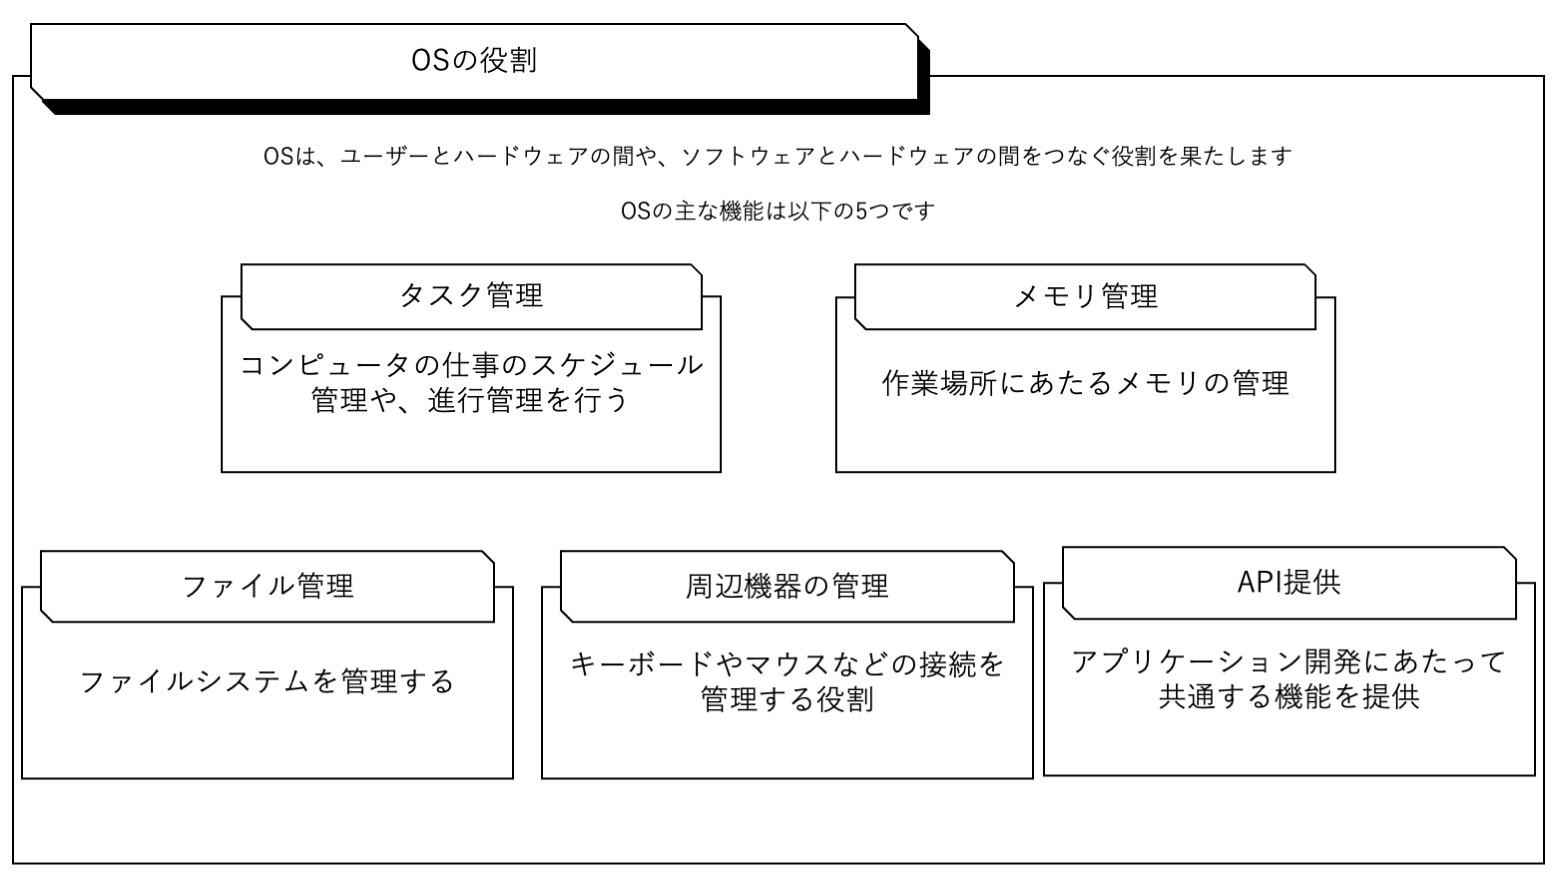 OSの役割
OSは、ユーザーとハードウェアの間や、ソフトウェアとハードウェアの間をつなぐ役割を果たします
OSの主な機能は以下の5つです
タスク管理
コンピュータの仕事のスケジュール
管理や、進行管理を行う
メモリ管理
作業場所にあたるメモリの管理
ファイル管理
ファイルシステムを管理する
周辺機器の管理
キーボードやマウスなどの接続を
管理する役割
API提供
アプリケーション開発にあたって
共通する機能を提供